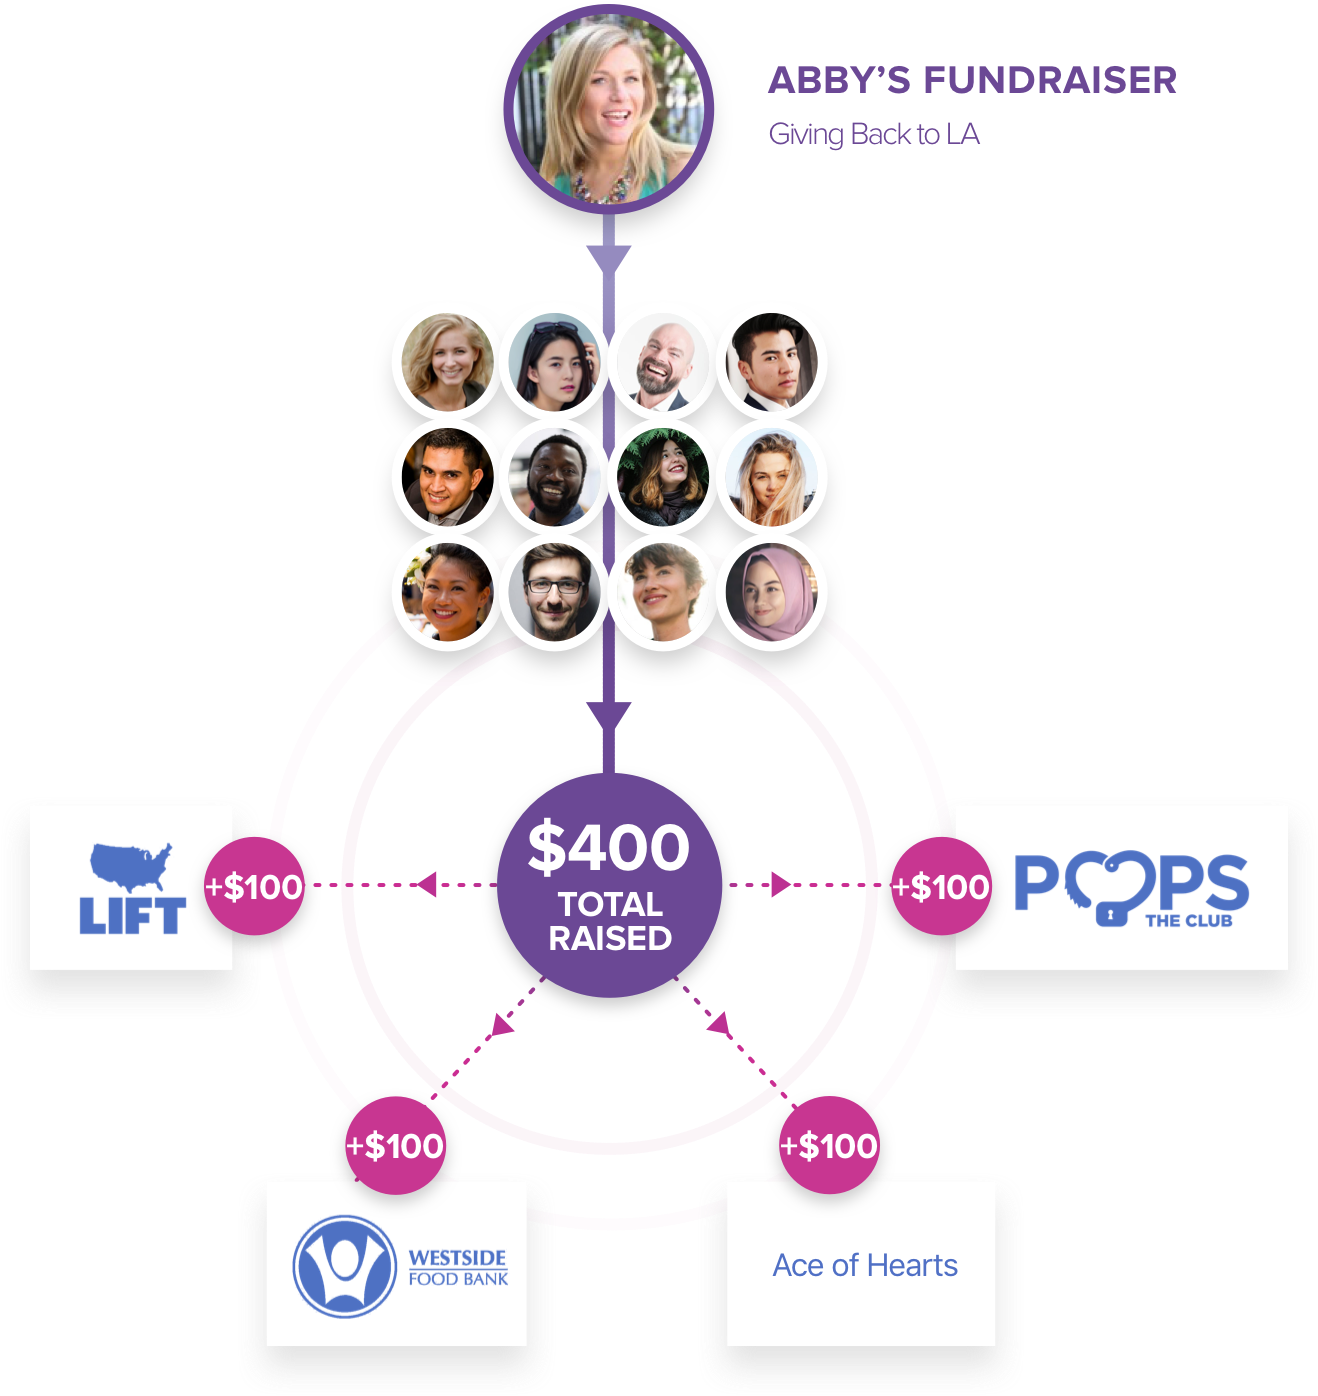 ABBY’S FUNDRAISER
Giving Back to LA
$400
TOTAL
RAISED
LIFT
+$100
+$100
POPS
THE CLUB
+$100
+$100
WESTSIDE
FOOD BANK
Ace of Hearts